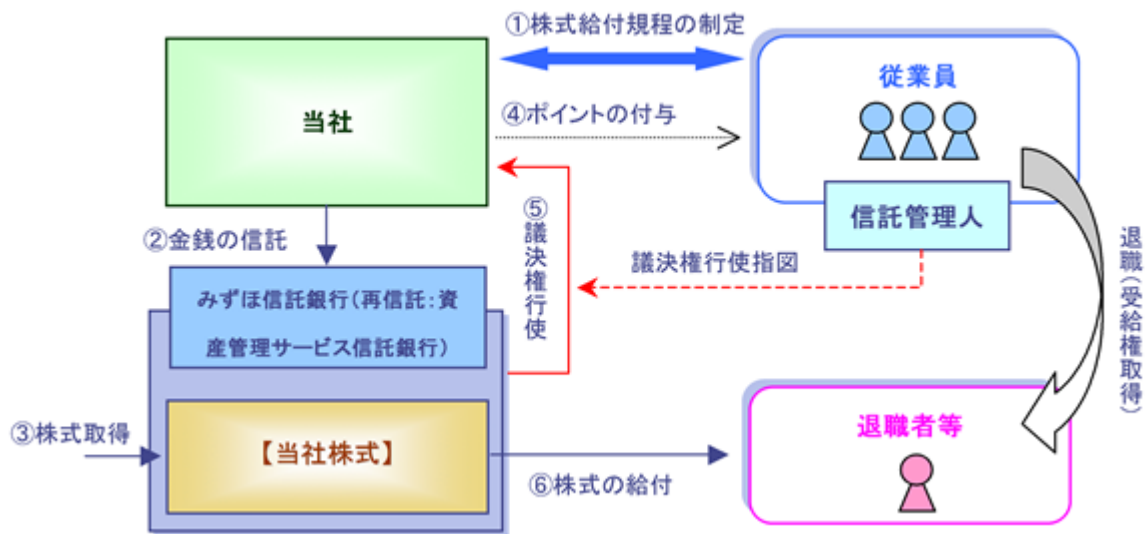 ①株式給付規程の制定
当社
従業員
④ポイントの付与
信託管理人
②金銭の信託
⑤議決権行使
議決権行使指図
退職(受給権取得)
みずほ信託銀行(再信託:資
産管理サービス信託銀行)
③株式取得
【当社株式】
⑥株式の給付
退職者等